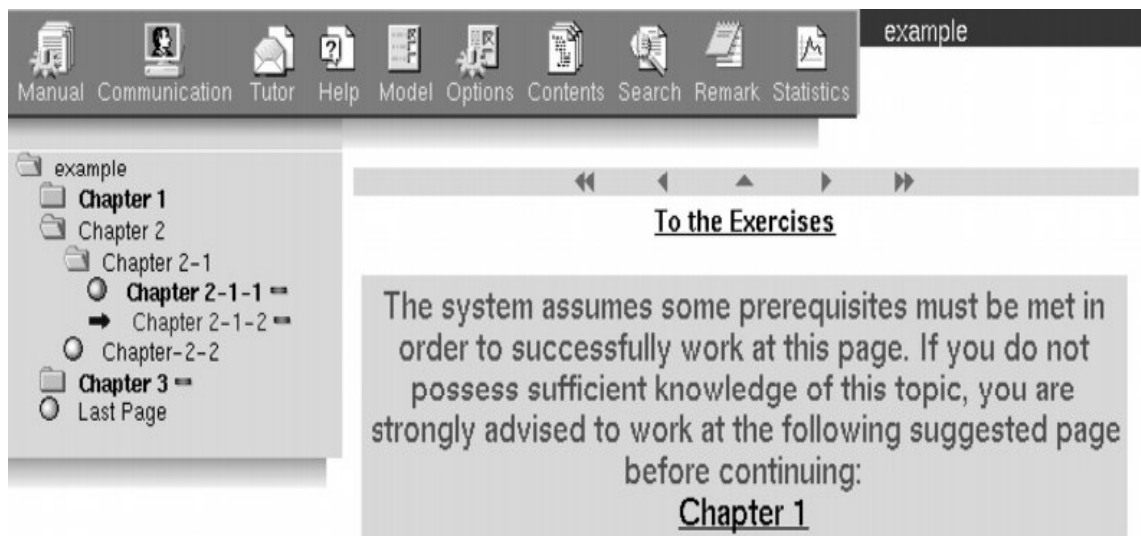 Manual Communication Tutor Help Model Options Contents Search Remark Statistics
example
example
Chapter 1
Chapter 2
Chapter 2-1
Chapter 2-1-1
Chapter 2-1-2
Chapter-2-2
Chapter 3
Last Page
To the Exercises
The system assumes some prerequisites must be met in
order to successfully work at this page. If you do not
possess sufficient knowledge of this topic, you are
strongly advised to work at the following suggested page
before continuing:
Chapter 1